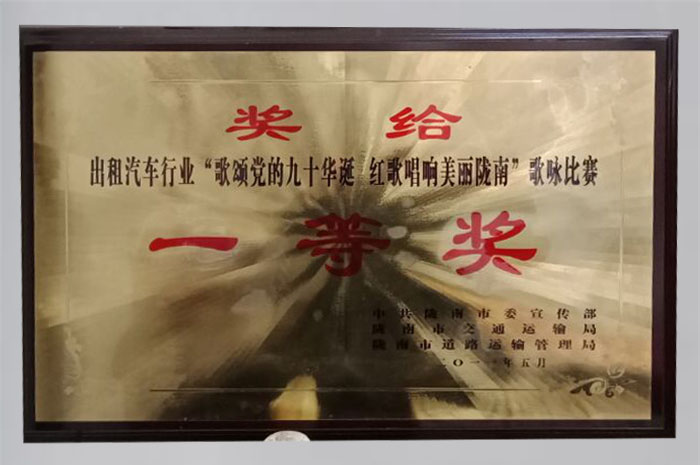 奖 给
出租汽车行业“歌颂党的九十华诞 红歌唱响美丽陇南”歌咏比赛
一等奖
中共陇南市委宣传部
陇南市交通运输局
陇南市道路运输管理局
二〇一一年五月